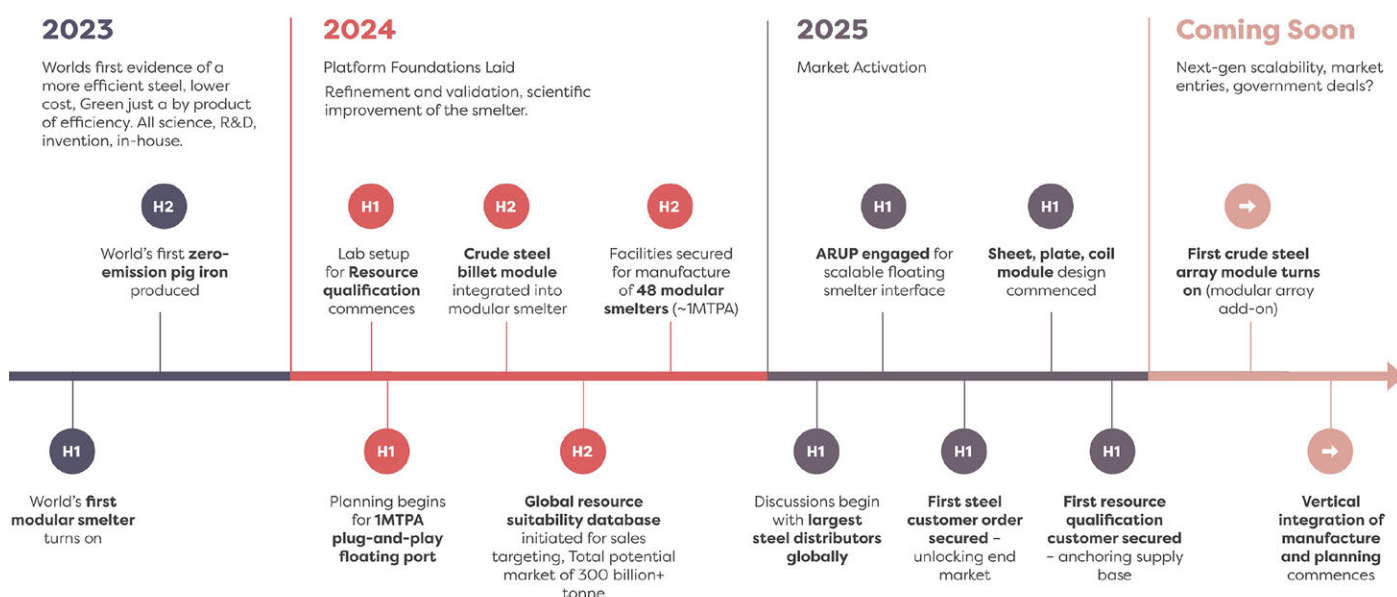 2023
Worlds first evidence of a
more efficient steel, lower
cost, Green just a by product
of efficiency. All science, R&D,
invention, in-house.
2024
Platform Foundations Laid
Refinement and validation, scientific
improvement of the smelter.
2025
Market Activation
Coming Soon
Next-gen scalability, market
entries, government deals?
H2
World's first zero-
emission pig iron
produced
H1
Lab setup
for Resource
qualification
commences
H2
Crude steel
billet module
integrated into
modular smelter
H2
Facilities secured
for manufacture
of 48 modular
smelters (~1MTPA)
H1
ARUP engaged for
scalable floating
smelter interface
H1
Sheet, plate, coil
module design
commenced
First crude steel
array module turns
on (modular array
add-on)
H1
World's first
modular smelter
turns on
H1
Planning begins
for 1MTPA
plug-and-play
floating port
H2
Global resource
suitability database
initiated for sales
targeting, Total potential
market of 300 billion+
tonne
H1
Discussions begin
with largest
steel distributors
globally
H1
First steel
customer order
secured –
unlocking end
market
H1
First resource
qualification
customer secured
– anchoring supply
base
Vertical
integration of
manufacture
and planning
commences